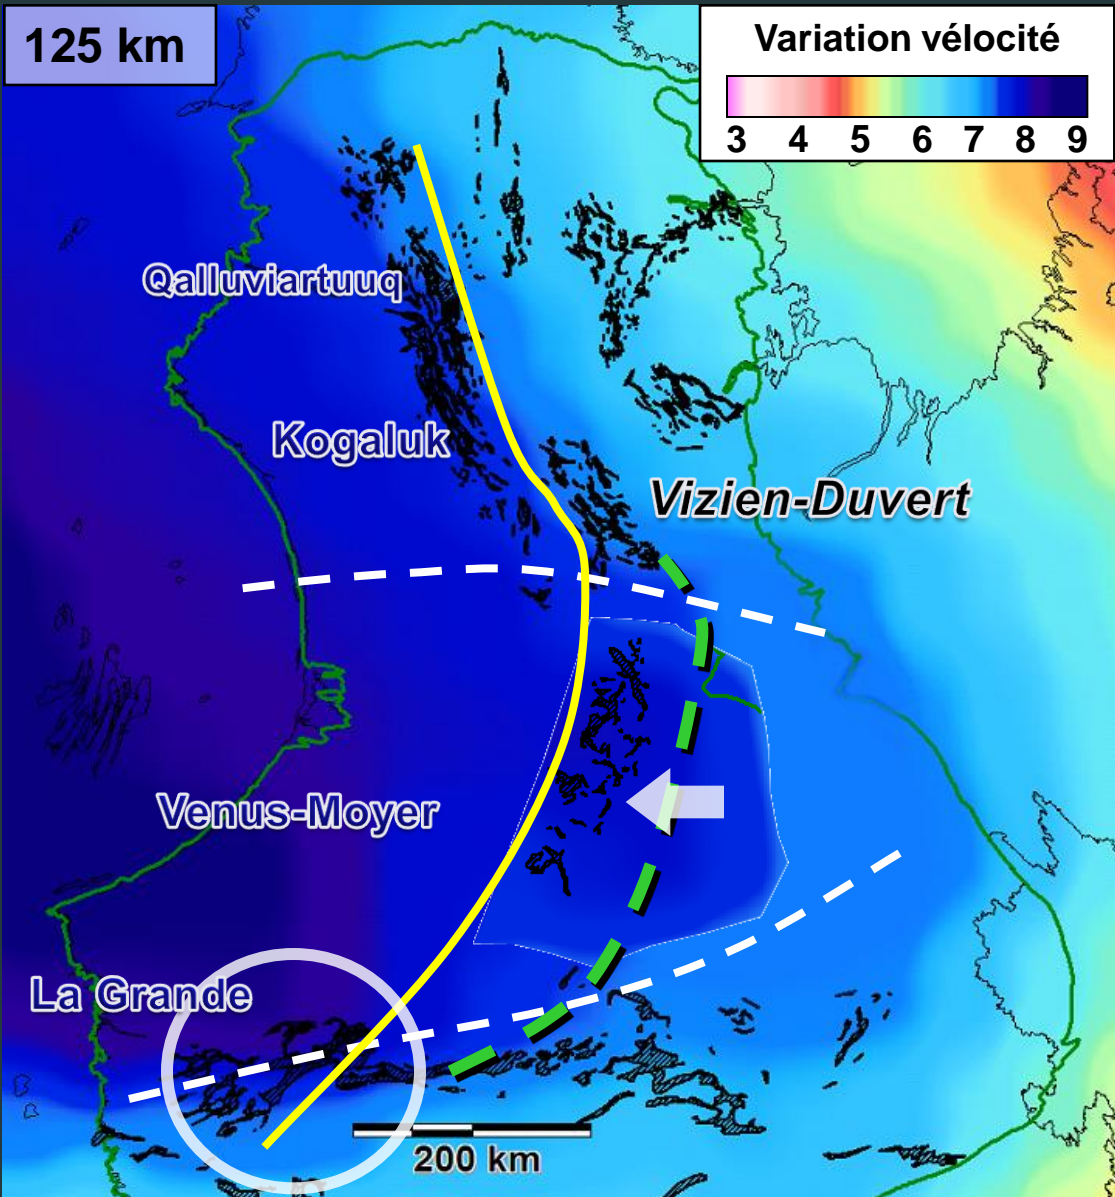 125 km
Variation vélocité
3 4 5 6 7 8 9
Qalluviartuuq
Kogaluk
Vizien-Duvert
Venus-Moyer
La Grande
200 km